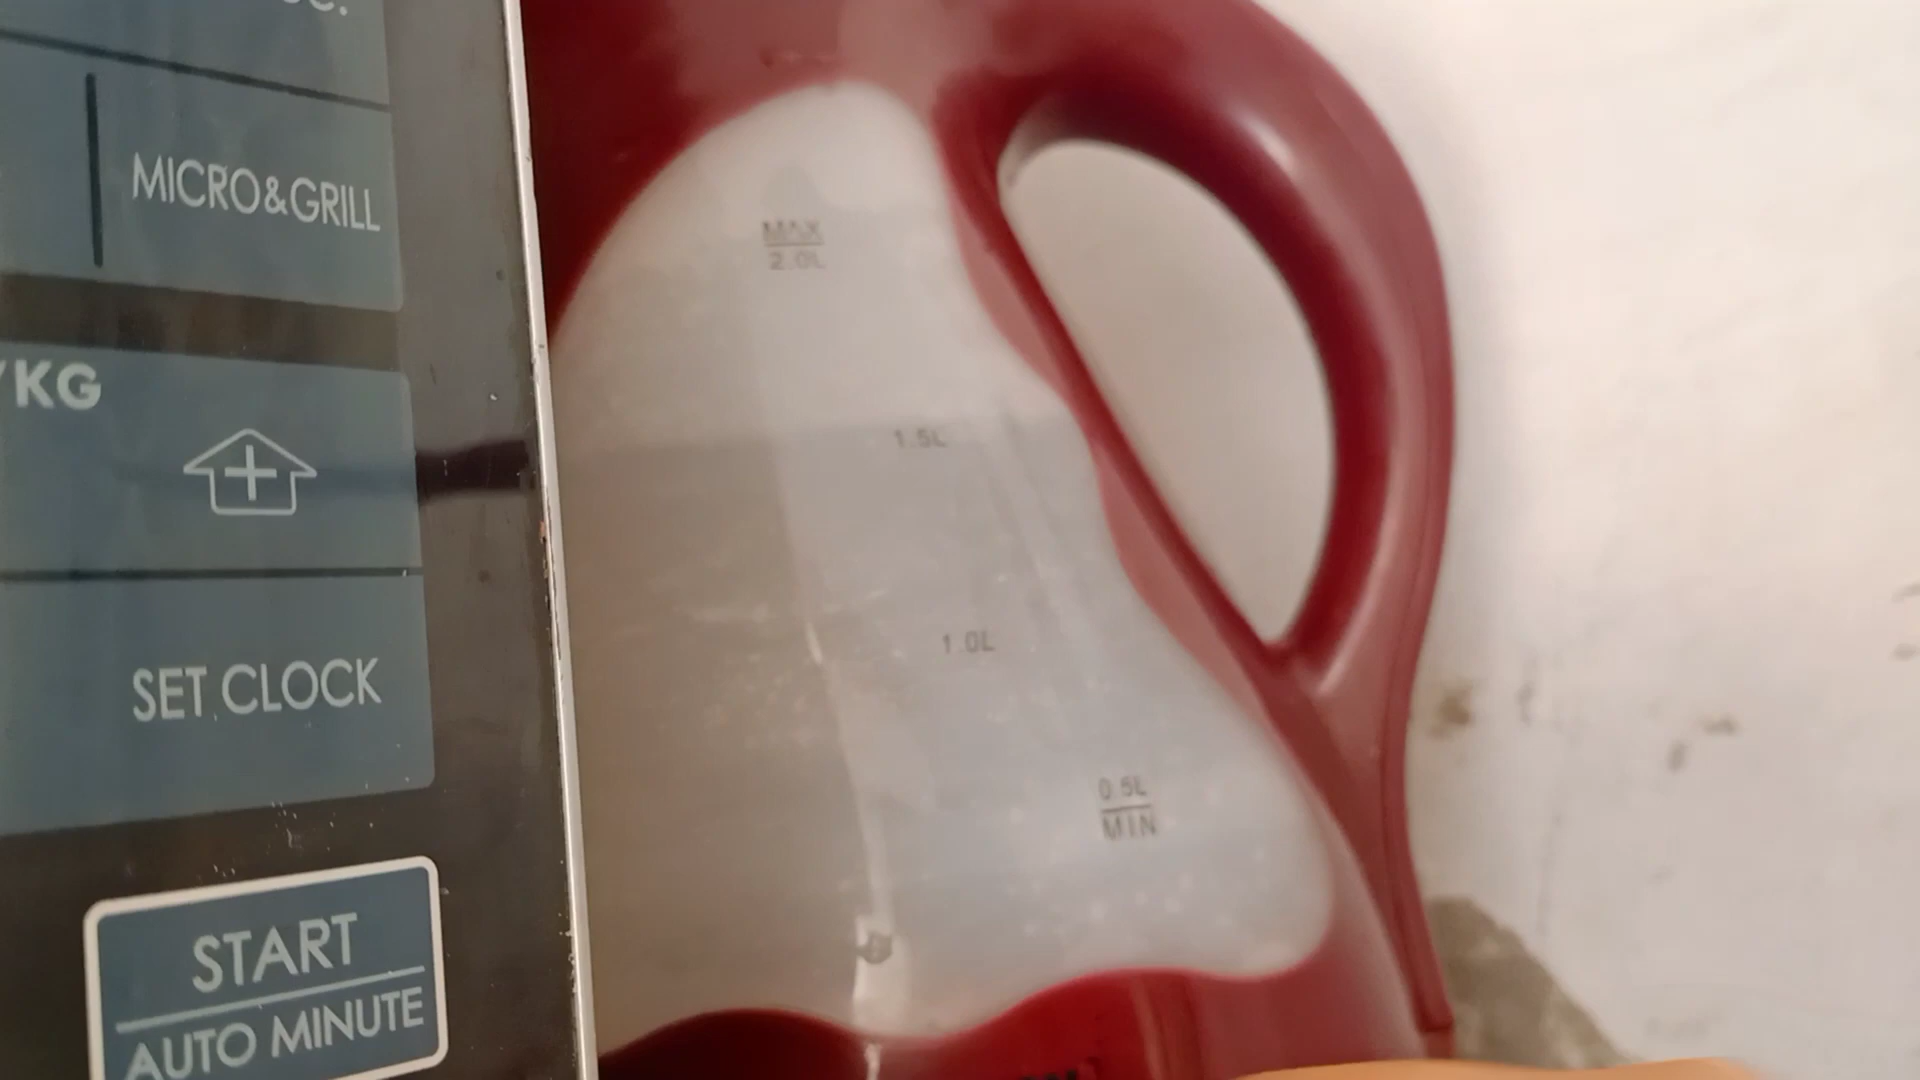 MICRO&GRILL
/KG
SET CLOCK
START
AUTO MINUTE
MAX
2.0L
1.5L
1.0L
0.5L
MIN